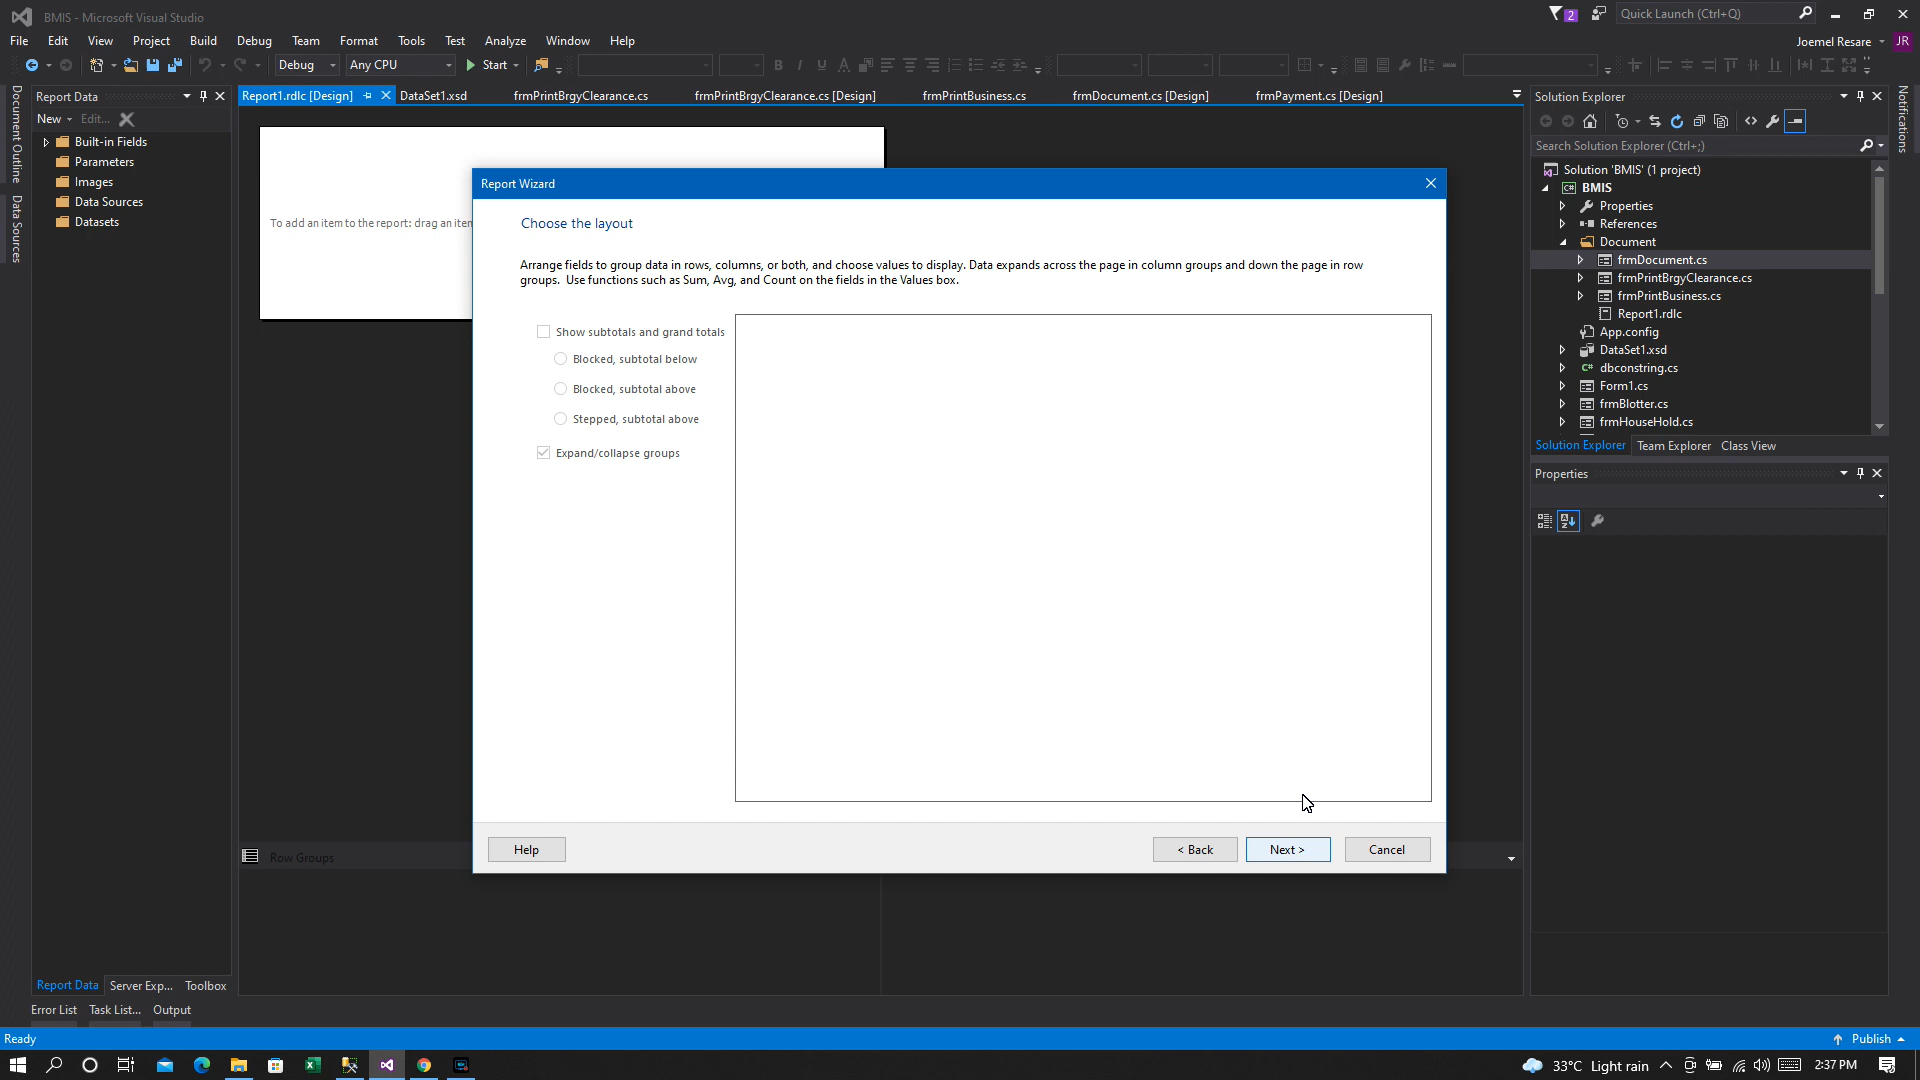 BMIS - Microsoft Visual Studio
2
Quick Launch (Ctrl+Q)
File Edit View Project Build Debug Team Format Tools Test Analyze Window Help
Joemel Resare JR
Debug Any CPU Start
Document Outline
Data Sources
Report Data
New Edit...
Built-in Fields
Parameters
Images
Data Sources
Datasets
Report1.rdlc [Design] DataSet1.xsd frmPrintBrgyClearance.cs frmPrintBrgyClearance.cs [Design] frmPrintBusiness.cs frmDocument.cs [Design] frmPayment.cs [Design]
To add an item to the report: drag an iten
Report Wizard
Choose the layout
Arrange fields to group data in rows, columns, or both, and choose values to display. Data expands across the page in column groups and down the page in row
groups. Use functions such as Sum, Avg, and Count on the fields in the Values box.
Show subtotals and grand totals
Blocked, subtotal below
Blocked, subtotal above
Stepped, subtotal above
Expand/collapse groups
Help < Back Next > Cancel
Row Groups
Solution Explorer
Search Solution Explorer (Ctrl+;)
Solution 'BMIS' (1 project)
BMIS
Properties
References
Document
frmDocument.cs
frmPrintBrgyClearance.cs
frmPrintBusiness.cs
Report1.rdlc
App.config
DataSet1.xsd
dbconstring.cs
Form1.cs
frmBlotter.cs
frmHouseHold.cs
Solution Explorer Team Explorer Class View
Properties
Notifications
Report Data Server Exp... Toolbox
Error List Task List... Output
Ready
Publish
33°C Light rain
2:37 PM